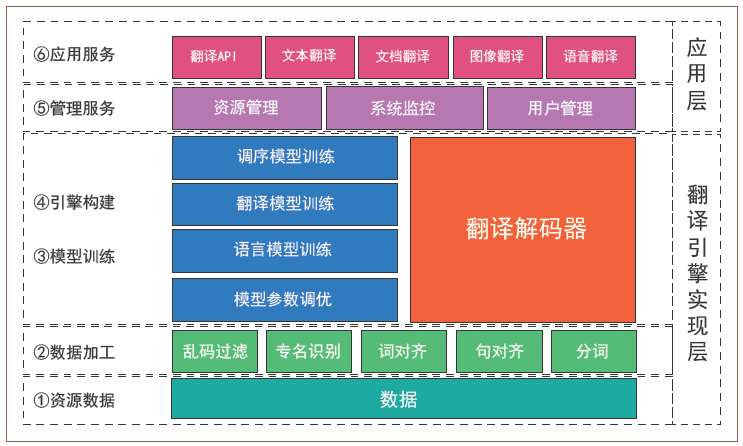 ⑥应用服务
翻译API
文本翻译
文档翻译
图像翻译
语音翻译
应用层
⑤管理服务
资源管理
系统监控
用户管理
④引擎构建
③模型训练
调序模型训练
翻译模型训练
语言模型训练
模型参数调优
翻译解码器
翻译引擎实现层
②数据加工
乱码过滤
专名识别
词对齐
句对齐
分词
①资源数据
数据